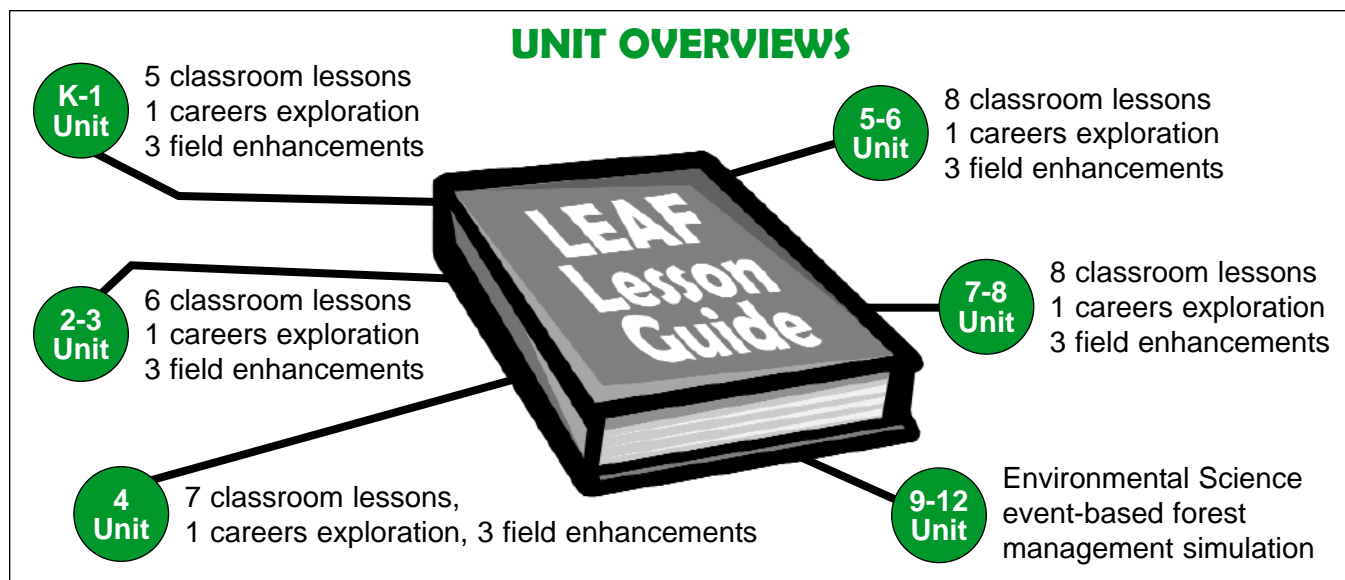 UNIT OVERVIEWS
K-1
Unit
5 classroom lessons
1 careers exploration
3 field enhancements
2-3
Unit
6 classroom lessons
1 careers exploration
3 field enhancements
4
Unit
7 classroom lessons,
1 careers exploration, 3 field enhancements
LEAF
Lesson
Guide
5-6
Unit
8 classroom lessons
1 careers exploration
3 field enhancements
7-8
Unit
8 classroom lessons
1 careers exploration
3 field enhancements
9-12
Unit
Environmental Science
event-based forest
management simulation